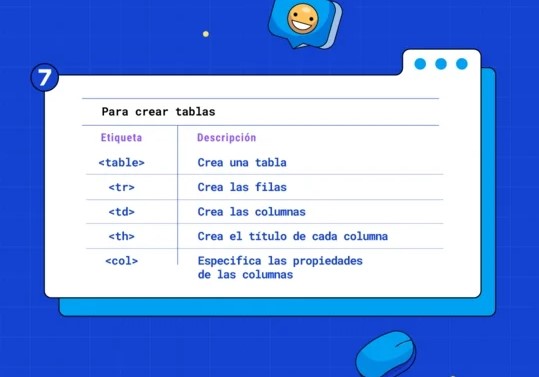 7
Para crear tablas
Etiqueta Descripción
<table> Crea una tabla
<tr> Crea las filas
<td> Crea las columnas
<th> Crea el título de cada columna
<col> Especifica las propiedades
de las columnas